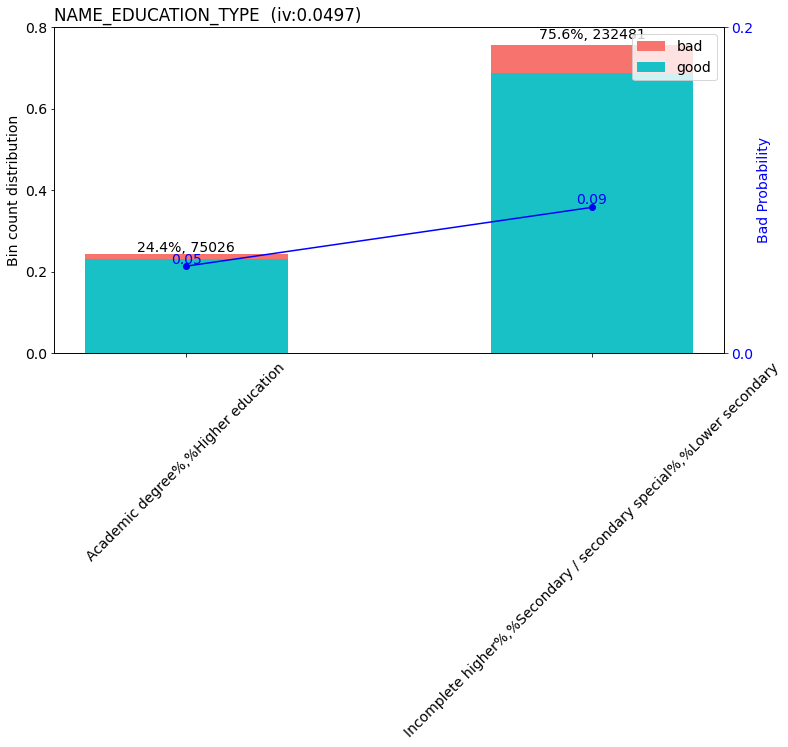 NAME_EDUCATION_TYPE  (iv:0.0497)
0.8
0.6
0.4
0.2
0.0
Bin count distribution
24.4%, 75026
0.05
75.6%, 232481
0.09
bad
good
0.2
0.0
Bad Probability
Academic degree%,%Higher education
Incomplete higher%,%Secondary / secondary special%,%Lower secondary